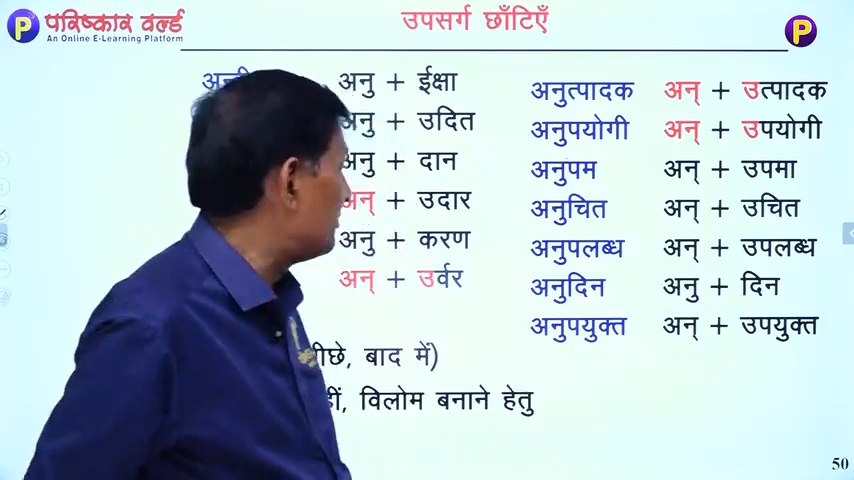 परिष्कार वर्ल्ड
An Online E-Learning Platform
उपसर्ग छाँटिएँ
P
P
अनु + ईक्षा
अनु + उदित
अनु + दान
अन् + उदार
अनु + करण
अन् + उर्वर
अनुत्पादक अन् + उत्पादक
अनुपयोगी अन् + उपयोगी
अनुपम अन् + उपमा
अनुचित अन् + उचित
अनुपलब्ध अन् + उपलब्ध
अनुदिन अनु + दिन
अनुपयुक्त अन् + उपयुक्त
बाद में)
विलोम बनाने हेतु
50